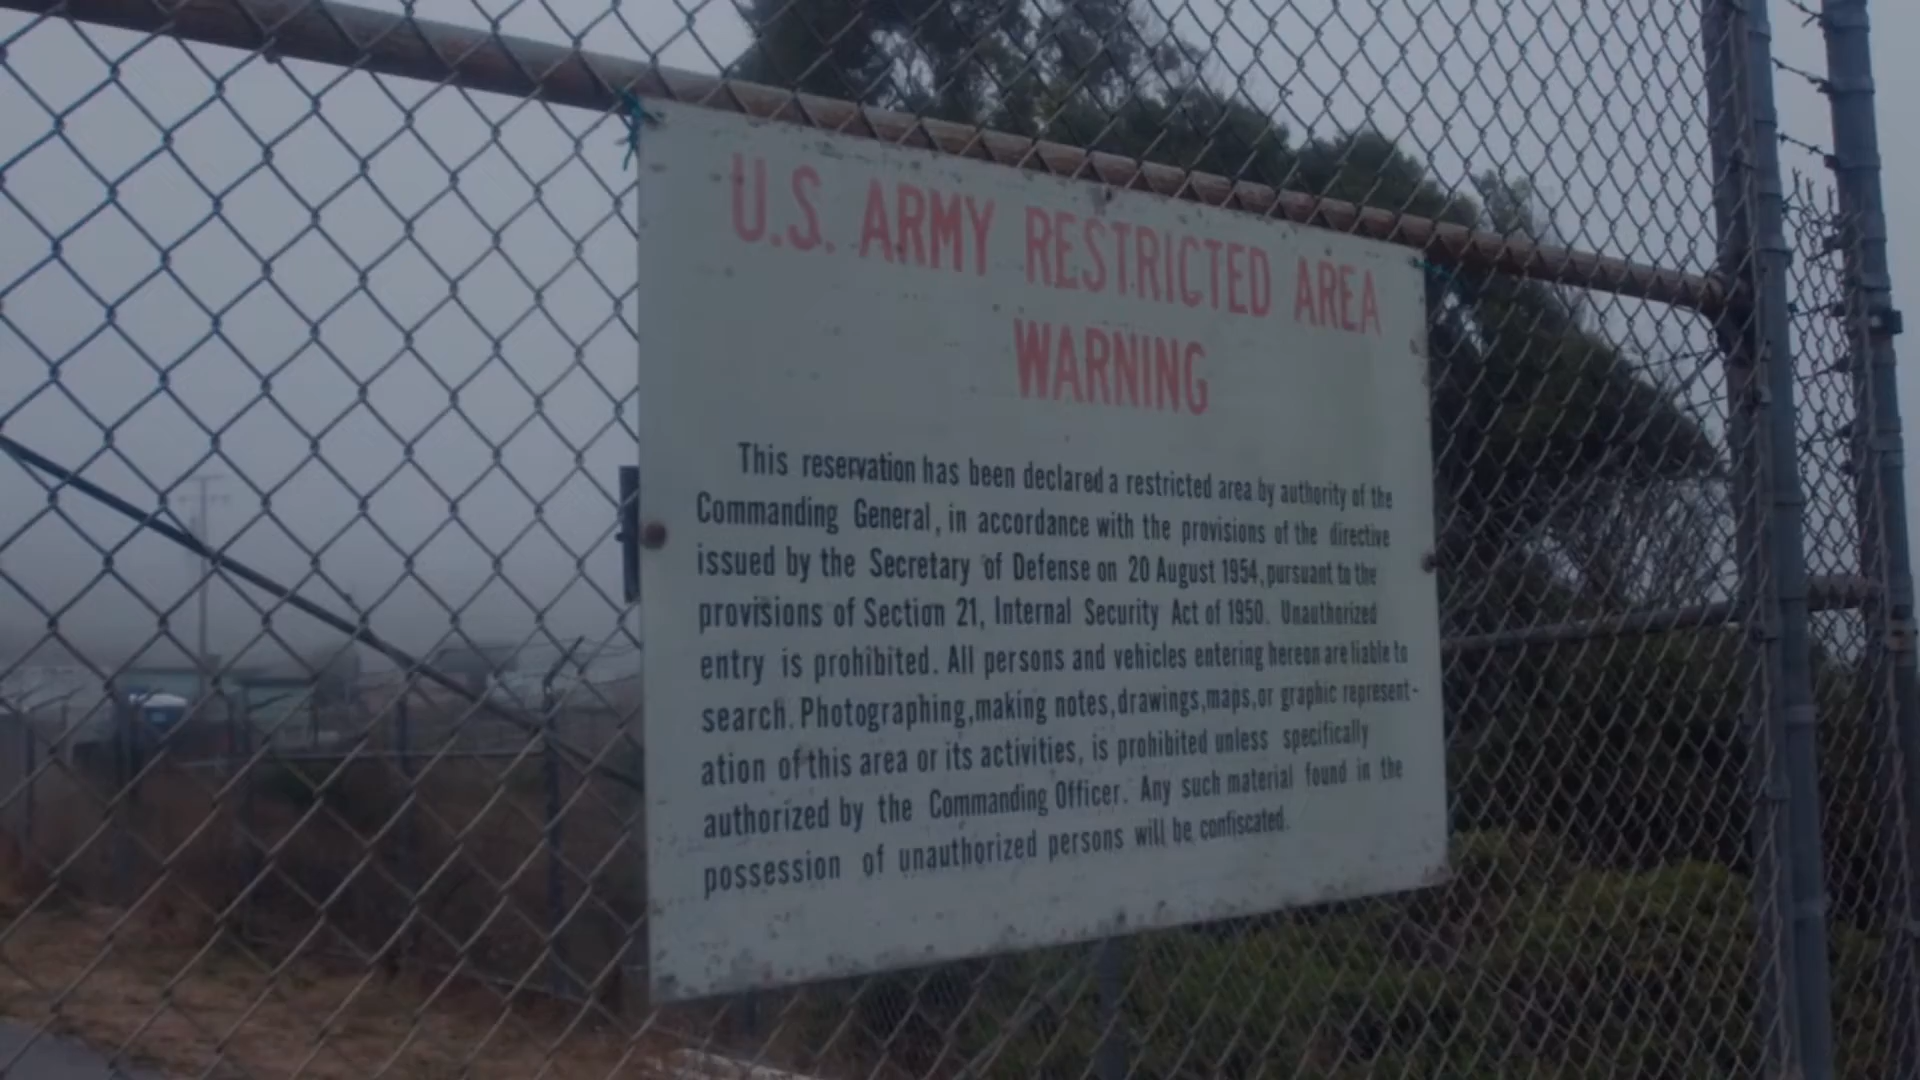 U.S. ARMY RESTRICTED AREA
WARNING
This reservation has been declared a restricted area by authority of the
Commanding General, in accordance with the provisions of the directive
issued by the Secretary of Defense on 20 August 1954, pursuant to the
provisions of Section 21, Internal Security Act of 1950. Unauthorized
entry is prohibited. All persons and vehicles entering hereon are liable to
search. Photographing, making notes, drawings, maps, or graphic represent-
ation of this area or its activities, is prohibited unless specifically
authorized by the Commanding Officer. Any such material found in the
possession of unauthorized persons will be confiscated.